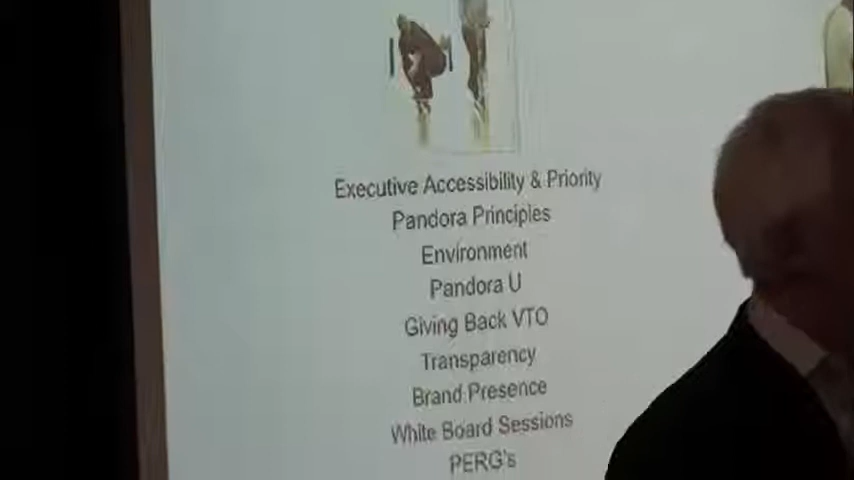 Executive Accessibility & Priority
Pandora Principles
Environment
Pandora U
Giving Back VTO
Transparency
Brand Presence
White Board Sessions
PERG's